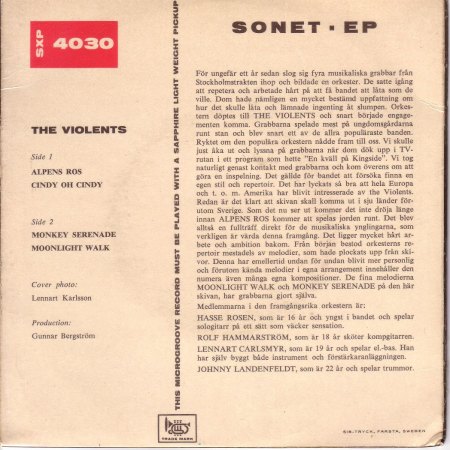 SXP 4030
SONET · EP
THE VIOLENTS
Side 1
ALPENS ROS
CINDY OH CINDY
Side 2
MONKEY SERENADE
MOONLIGHT WALK
Cover photo:
Lennart Karlsson
Production:
Gunnar Bergström
THIS MICROGROOVE RECORD MUST BE PLAYED WITH A SAPPHIRE LIGHT WEIGHT PICKUP
TRADE MARK
För ungefär ett år sedan slog sig fyra musikaliska grabbar från
Stockholmstrakten ihop och bildade en orkester. De satte igång
att repetera och arbetade hårt på att få bandet att låta som de
ville. Dom hade nämligen en mycket bestämd uppfattning om
hur det skulle låta och lämnade ingenting åt slumpen. Orkes-
tern döptes till THE VIOLENTS och snart började engage-
menten komma. Grabbarna spelade mest på ungdomsgårdarna
runt stan och blev snart ett av de allra populäraste banden.
Ryktet om den populära orkestern nådde fram till oss. Vi skulle
just åka ut och lyssna på grabbarna när dom dök upp i TV-
rutan i ett program som hette "En kväll på Kingside". Vi tog
naturligt genast kontakt med grabbarna och kom överens om att
göra en inspelning. Det gällde för bandet att försöka finna en
egen stil och repertoir. Det har lyckats så bra att hela Europa
och t. o. m. Amerika har blivit intresserade av the Violents.
Redan är det klart att skivan skall komma ut i sju länder för-
utom Sverige. Som det nu ser ut kommer det inte dröja länge
innan ALPENS ROS kommer att spelas jorden runt. Det blev
alltså en fullträff direkt för de musikaliska ynglingarna, som
verkligen är värda denna framgång. Det ligger mycket hårt ar-
bete och ambition bakom. Från början bestod orkesterns re-
pertoir mestadels av melodier, som hade plockats upp från ski-
vor. Denna har emellertid undan för undan blivit mer personlig
och förutom kända melodier i egna arrangement innehåller den
numera även många egna kompositioner. De fina melodierna
MOONLIGHT WALK och MONKEY SERENADE på den här
skivan, har grabbarna gjort själva.
Medlemmarna i den framgångsrika orkestern är:
HASSE ROSEN, som är 16 år och yngst i bandet och spelar
sologitarr på ett sätt som väcker sensation.
ROLF HAMMARSTRÖM, som är 18 år sköter kompgitarren.
LENNART CARLSMYR, som är 19 år och spelar el.-bas. Han
har själv byggt både instrument och förstärkaranläggningen.
JOHNNY LANDENFELDT, som är 22 år och spelar trummor.
SIB-TRYCK, FARSTA, SWEDEN